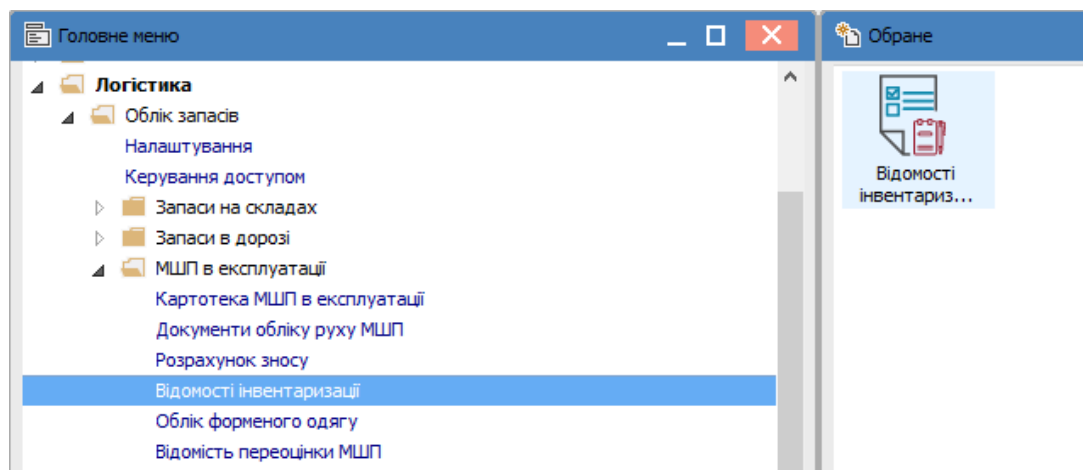 Головне меню
Логістика
Облік запасів
Налаштування
Керування доступом
Запаси на складах
Запаси в дорозі
МШП в експлуатації
Картотека МШП в експлуатації
Документи обліку руху МШП
Розрахунок зносу
Відомості інвентаризації
Облік форменого одягу
Відомість переоцінки МШП
Обране
Відомості
інвентариз...